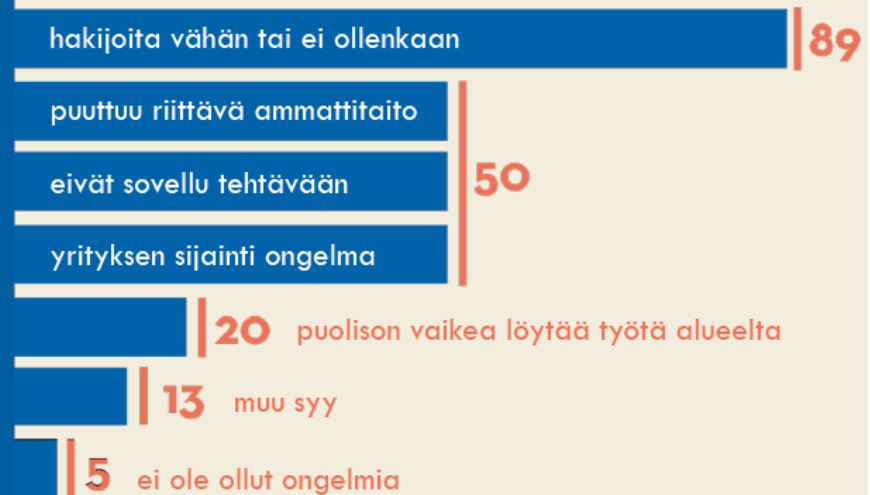 hakijoita vähän tai ei ollenkaan 89
puuttuu riittävä ammattitaito
eivät sovellu tehtävään 50
yrityksen sijainti ongelma
20 puolison vaikea löytää työtä alueelta
13 muu syy
5 ei ole ollut ongelmia